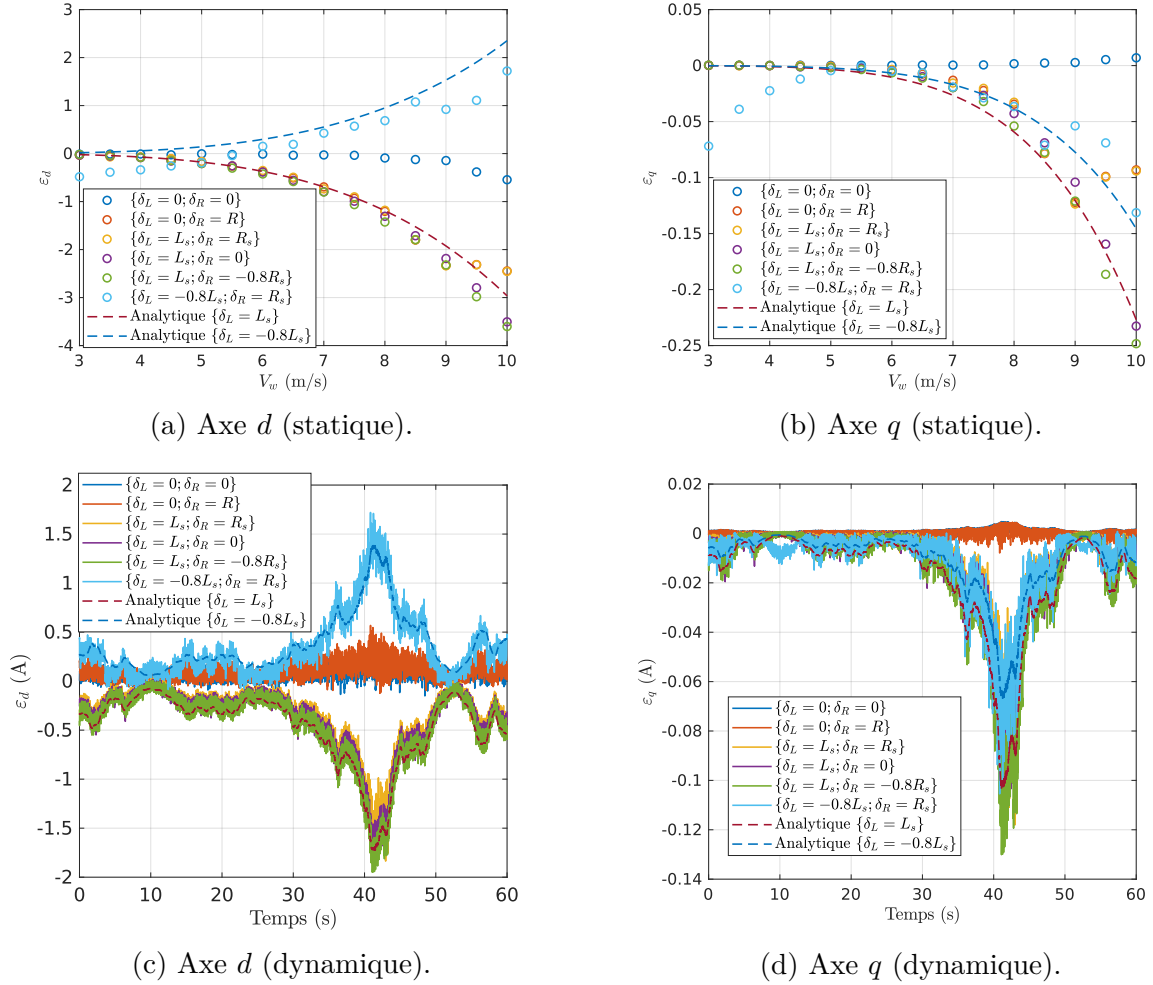 3
2
1
0
-1
-2
-3
-4
ε_d
3 4 5 6 7 8 9 10
V_w (m/s)
{δ_L = 0; δ_R = 0}
{δ_L = 0; δ_R = R}
{δ_L = L_s; δ_R = R_s}
{δ_L = L_s; δ_R = 0}
{δ_L = L_s; δ_R = −0.8R_s}
{δ_L = −0.8L_s; δ_R = R_s}
Analytique {δ_L = L_s}
Analytique {δ_L = −0.8L_s}
(a) Axe d (statique).
0.05
0
-0.05
-0.1
-0.15
-0.2
-0.25
ε_q
3 4 5 6 7 8 9 10
V_w (m/s)
{δ_L = 0; δ_R = 0}
{δ_L = 0; δ_R = R}
{δ_L = L_s; δ_R = R_s}
{δ_L = L_s; δ_R = 0}
{δ_L = L_s; δ_R = −0.8R_s}
{δ_L = −0.8L_s; δ_R = R_s}
Analytique {δ_L = L_s}
Analytique {δ_L = −0.8L_s}
(b) Axe q (statique).
2
1.5
1
0.5
0
-0.5
-1
-1.5
-2
ε_d (A)
0 10 20 30 40 50 60
Temps (s)
{δ_L = 0; δ_R = 0}
{δ_L = 0; δ_R = R}
{δ_L = L_s; δ_R = R_s}
{δ_L = L_s; δ_R = 0}
{δ_L = L_s; δ_R = −0.8R_s}
{δ_L = −0.8L_s; δ_R = R_s}
Analytique {δ_L = L_s}
Analytique {δ_L = −0.8L_s}
(c) Axe d (dynamique).
0.02
0
-0.02
-0.04
-0.06
-0.08
-0.1
-0.12
-0.14
ε_q (A)
0 10 20 30 40 50 60
Temps (s)
{δ_L = 0; δ_R = 0}
{δ_L = 0; δ_R = R}
{δ_L = L_s; δ_R = R_s}
{δ_L = L_s; δ_R = 0}
{δ_L = L_s; δ_R = −0.8R_s}
{δ_L = −0.8L_s; δ_R = R_s}
Analytique {δ_L = L_s}
Analytique {δ_L = −0.8L_s}
(d) Axe q (dynamique).